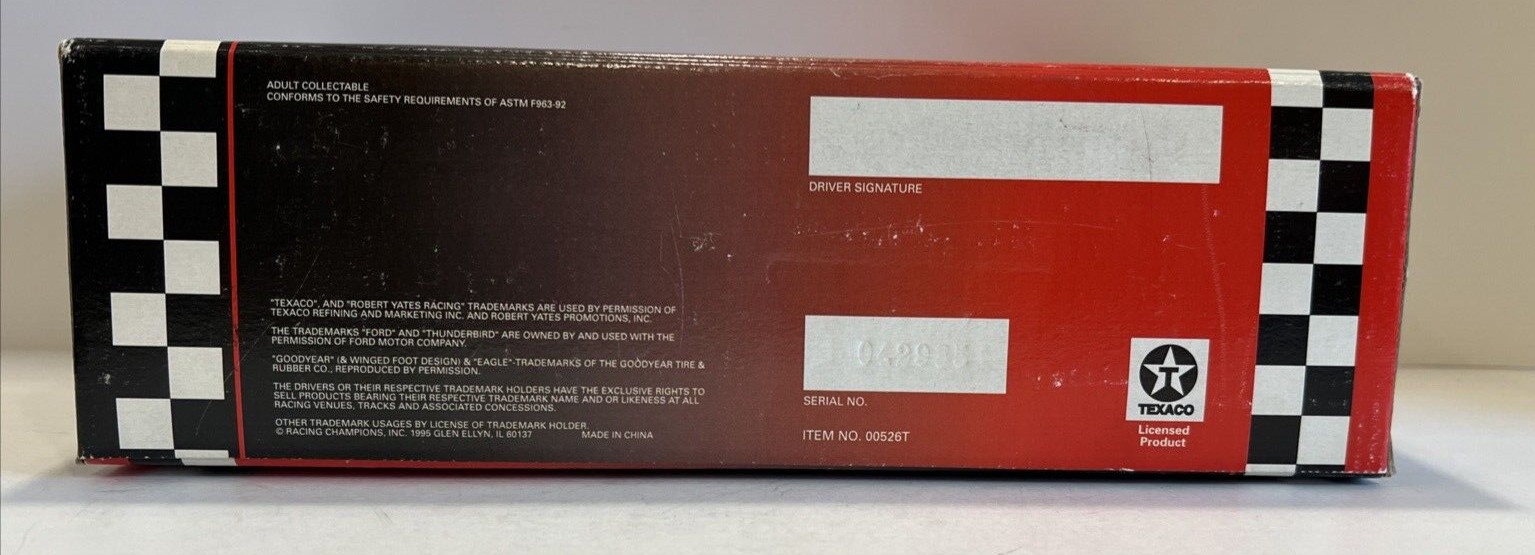 ADULT COLLECTABLE
CONFORMS TO THE SAFETY REQUIREMENTS OF ASTM F963-92
DRIVER SIGNATURE
"TEXACO", AND "ROBERT YATES RACING" TRADEMARKS ARE USED BY PERMISSION OF
TEXACO REFINING AND MARKETING INC. AND ROBERT YATES PROMOTIONS, INC.
THE TRADEMARKS "FORD" AND "THUNDERBIRD" ARE OWNED BY AND USED WITH THE
PERMISSION OF FORD MOTOR COMPANY.
"GOODYEAR" (& WINGED FOOT DESIGN) & "EAGLE"-TRADEMARKS OF THE GOODYEAR TIRE &
RUBBER CO., REPRODUCED BY PERMISSION.
THE DRIVERS OR THEIR RESPECTIVE TRADEMARK HOLDERS HAVE THE EXCLUSIVE RIGHTS TO
SELL PRODUCTS BEARING THEIR RESPECTIVE TRADEMARK NAME AND OR LIKENESS AT ALL
RACING VENUES, TRACKS AND ASSOCIATED CONCESSIONS.
OTHER TRADEMARK USAGES BY LICENSE OF TRADEMARK HOLDER.
© RACING CHAMPIONS, INC. 1995 GLEN ELLYN, IL 60137 MADE IN CHINA
SERIAL NO.
ITEM NO. 00526T
T
TEXACO
Licensed
Product